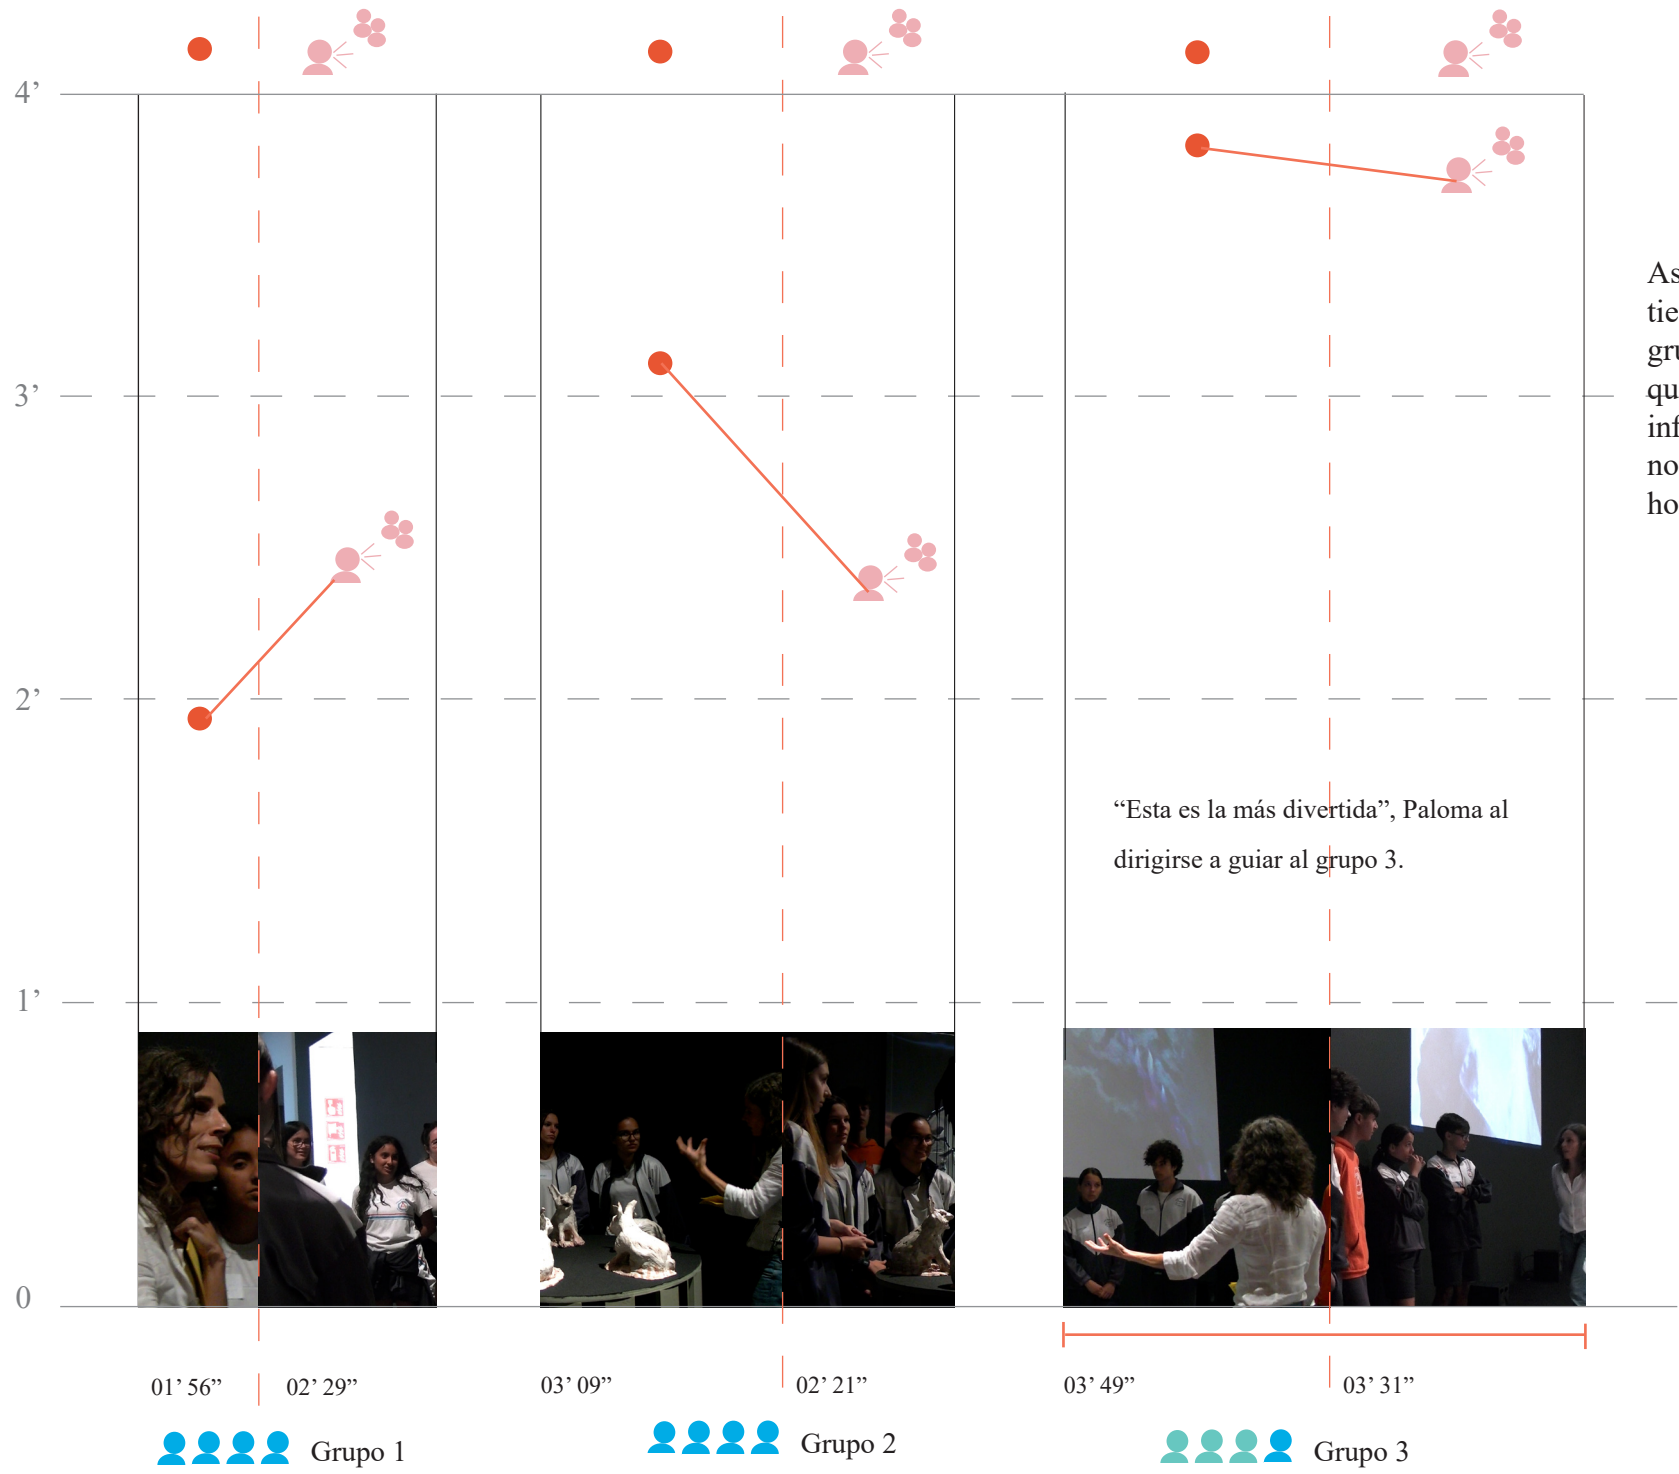 4’
3’
2’
1’
0
“Esta es la más divertida”, Paloma al
dirigirse a guiar al grupo 3.
01’ 56” 02’ 29”
03’ 09” 02’ 21”
03’ 49” 03’ 31”
Grupo 1
Grupo 2
Grupo 3